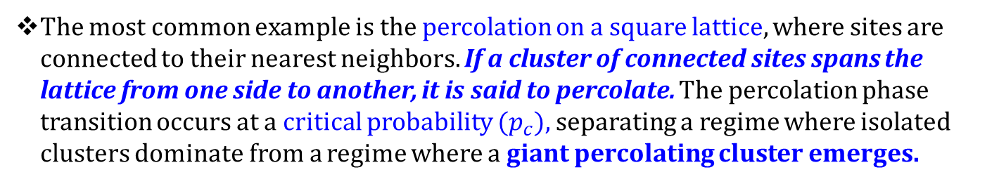 ❖The most common example is the percolation on a square lattice, where sites are
connected to their nearest neighbors. If a cluster of connected sites spans the
lattice from one side to another, it is said to percolate. The percolation phase
transition occurs at a critical probability (p_c), separating a regime where isolated
clusters dominate from a regime where a giant percolating cluster emerges.